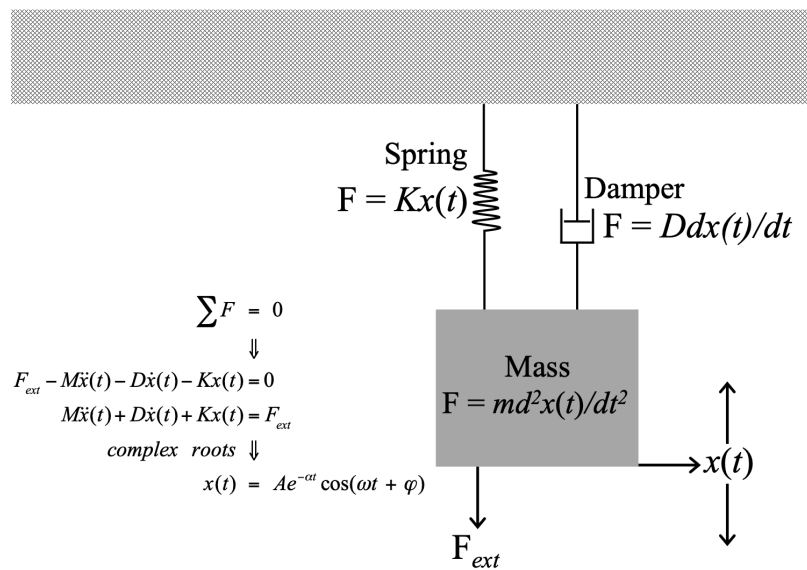 Spring
F = Kx(t)
Damper
F = Ddx(t)/dt
∑F = 0
⇓
F_ext − Mẍ(t) − Dẋ(t) − Kx(t) = 0
Mẍ(t) + Dẋ(t) + Kx(t) = F_ext
complex roots ⇓
x(t) = Ae^−αt cos(ωt + φ)
Mass
F = md²x(t)/dt²
x(t)
F_ext